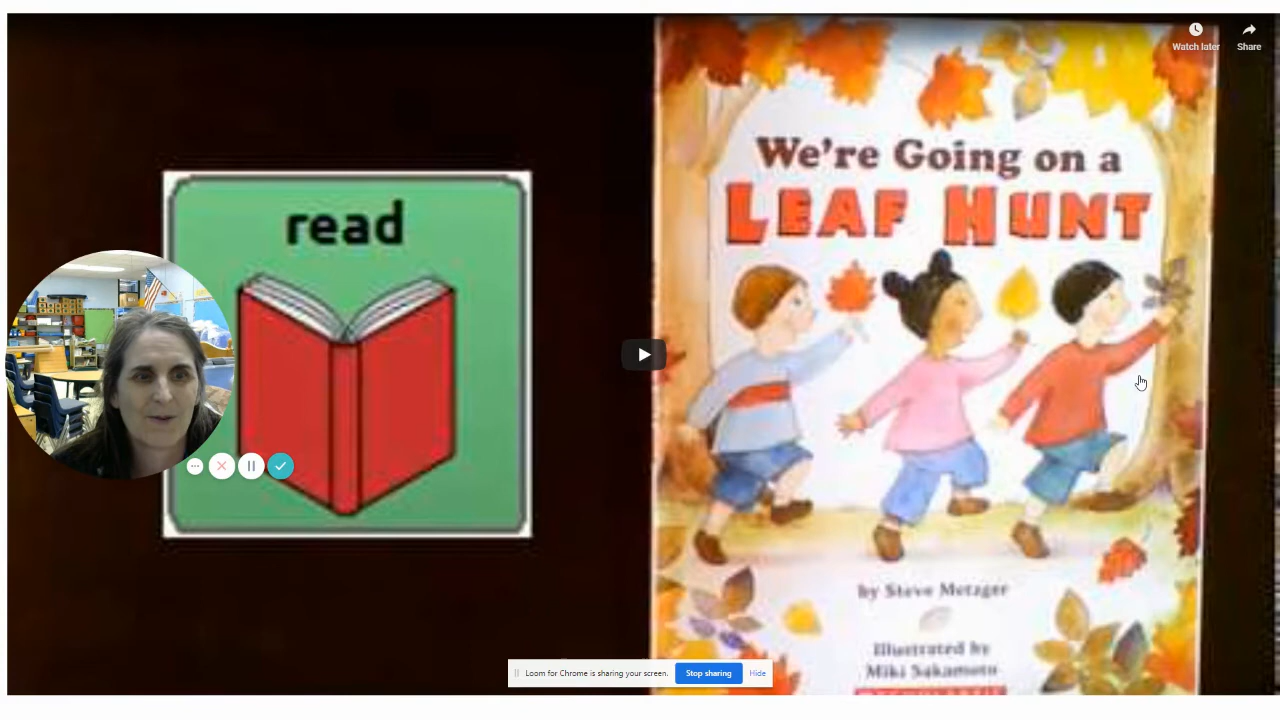 Watch later
Share
read
We're Going on a
LEAF HUNT
by Steve Metzger
Illustrated by
Miki Sakamoto
Loom for Chrome is sharing your screen.
Stop sharing
Hide